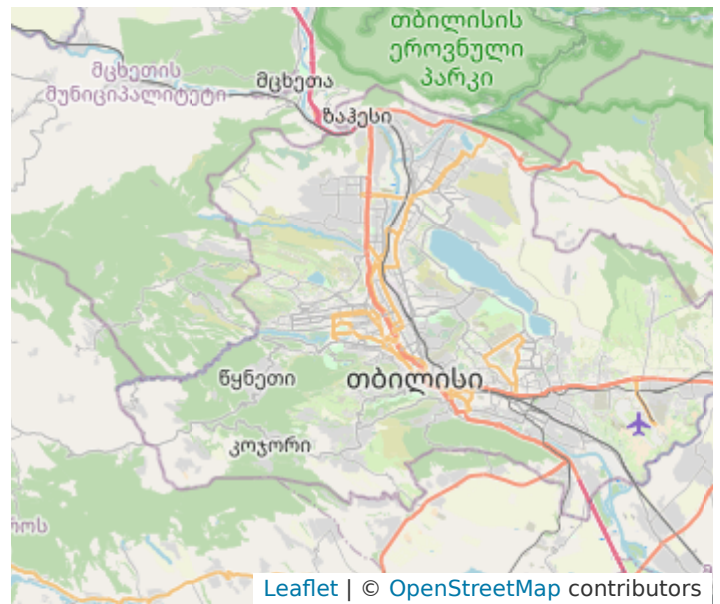 თბილისის
ეროვნული
პარკი
მცხეთის
მუნიციპალიტეტი
მცხეთა
ზაჰესი
წყნეთი
თბილისი
კოჯორი
Leaflet | © OpenStreetMap contributors